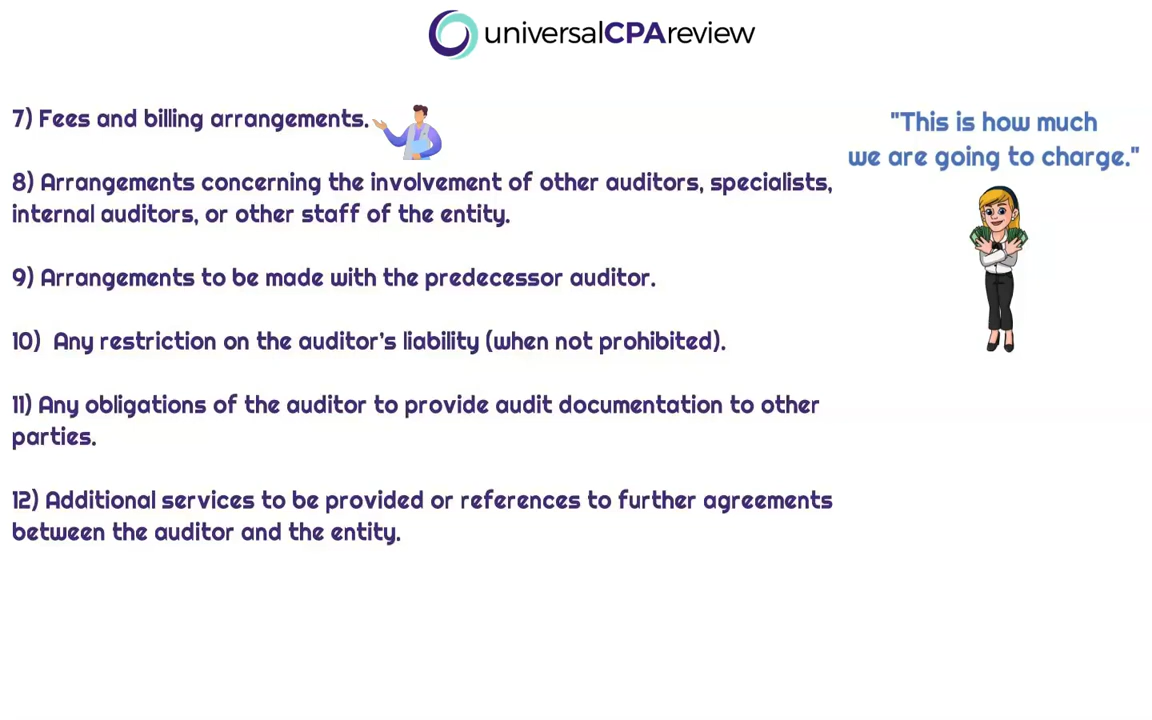 universalCPAreview
7) Fees and billing arrangements.
"This is how much
we are going to charge."
8) Arrangements concerning the involvement of other auditors, specialists,
internal auditors, or other staff of the entity.
9) Arrangements to be made with the predecessor auditor.
10)  Any restriction on the auditor's liability (when not prohibited).
11) Any obligations of the auditor to provide audit documentation to other
parties.
12) Additional services to be provided or references to further agreements
between the auditor and the entity.